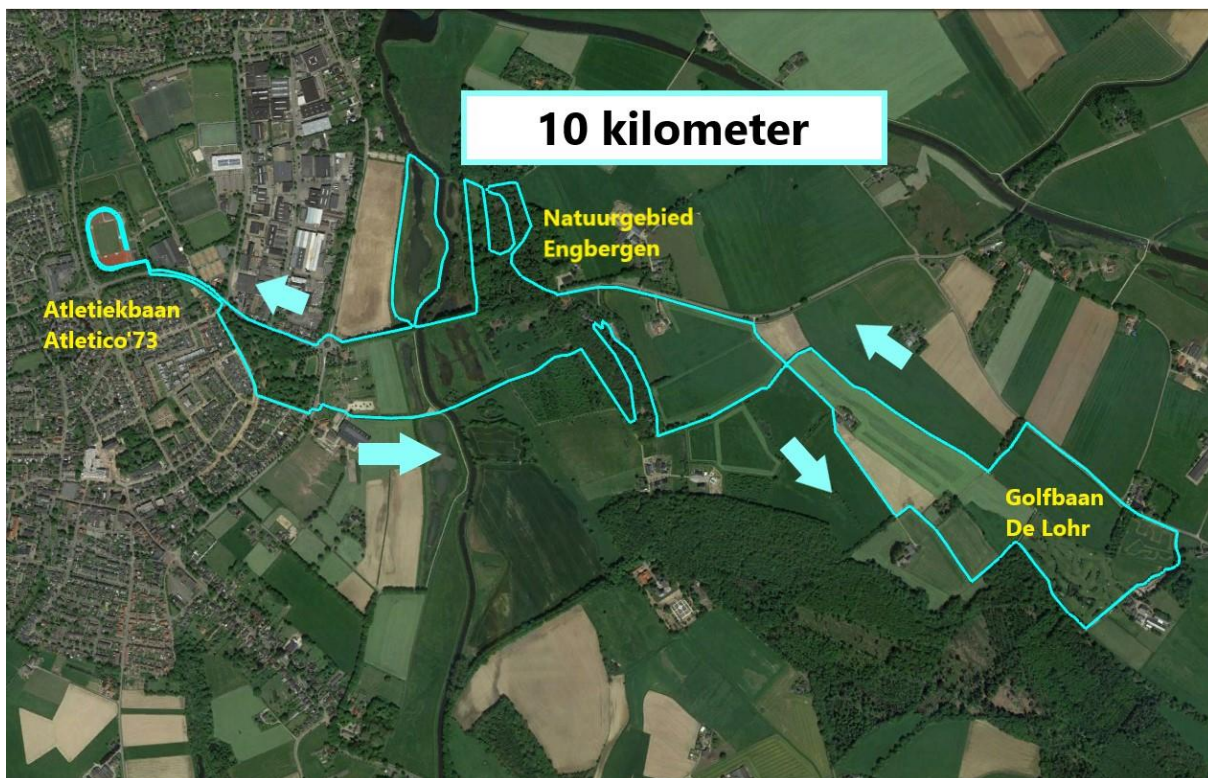 10 kilometer
Natuurgebied
Engbergen
Atletiekbaan
Atletico'73
Golfbaan
De Lohr